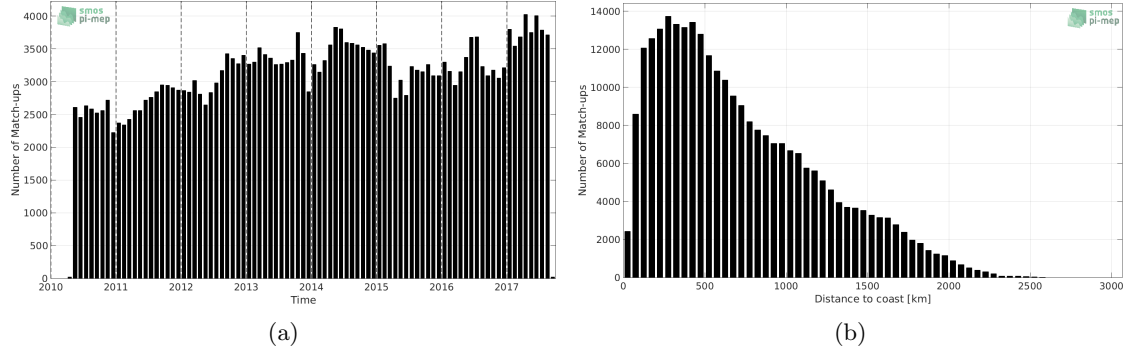 smos
pi-mep
4000
3500
3000
2500
2000
1500
1000
500
0
Number of Match-ups
2010 2011 2012 2013 2014 2015 2016 2017
Time
(a)
smos
pi-mep
14000
12000
10000
8000
6000
4000
2000
0
Number of Match-ups
0 500 1000 1500 2000 2500 3000
Distance to coast [km]
(b)